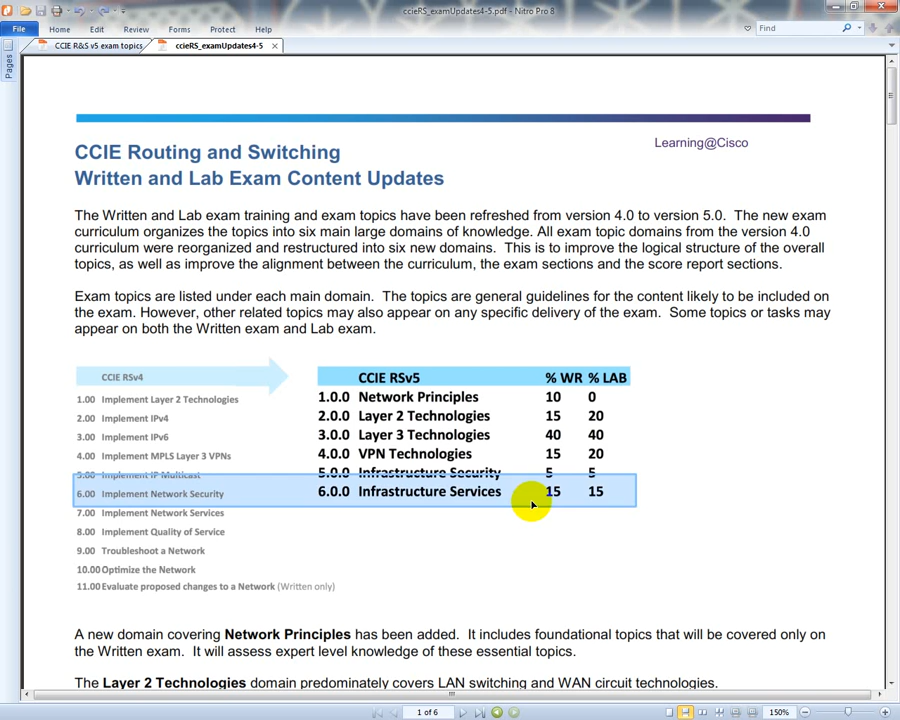 ccieRS_examUpdates4-5.pdf - Nitro Pro 8
File Home Edit Review Forms Protect Help Find
CCIE R&S v5 exam topics ccieRS_examUpdates4-5
Pages
Learning@Cisco
CCIE Routing and Switching
Written and Lab Exam Content Updates
The Written and Lab exam training and exam topics have been refreshed from version 4.0 to version 5.0. The new exam
curriculum organizes the topics into six main large domains of knowledge. All exam topic domains from the version 4.0
curriculum were reorganized and restructured into six new domains. This is to improve the logical structure of the overall
topics, as well as improve the alignment between the curriculum, the exam sections and the score report sections.
Exam topics are listed under each main domain. The topics are general guidelines for the content likely to be included on
the exam. However, other related topics may also appear on any specific delivery of the exam. Some topics or tasks may
appear on both the Written exam and Lab exam.
CCIE RSv4
1.00 Implement Layer 2 Technologies
2.00 Implement IPv4
3.00 Implement IPv6
4.00 Implement MPLS Layer 3 VPNs
5.00 Implement IP Multicast
6.00 Implement Network Security
7.00 Implement Network Services
8.00 Implement Quality of Service
9.00 Troubleshoot a Network
10.00 Optimize the Network
11.00 Evaluate proposed changes to a Network (Written only)
CCIE RSv5 % WR % LAB
1.0.0 Network Principles 10 0
2.0.0 Layer 2 Technologies 15 20
3.0.0 Layer 3 Technologies 40 40
4.0.0 VPN Technologies 15 20
5.0.0 Infrastructure Security 5 5
6.0.0 Infrastructure Services 15 15
A new domain covering Network Principles has been added. It includes foundational topics that will be covered only on
the Written exam. It will assess expert level knowledge of these essential topics.
The Layer 2 Technologies domain predominately covers LAN switching and WAN circuit technologies.
1 of 6 150%